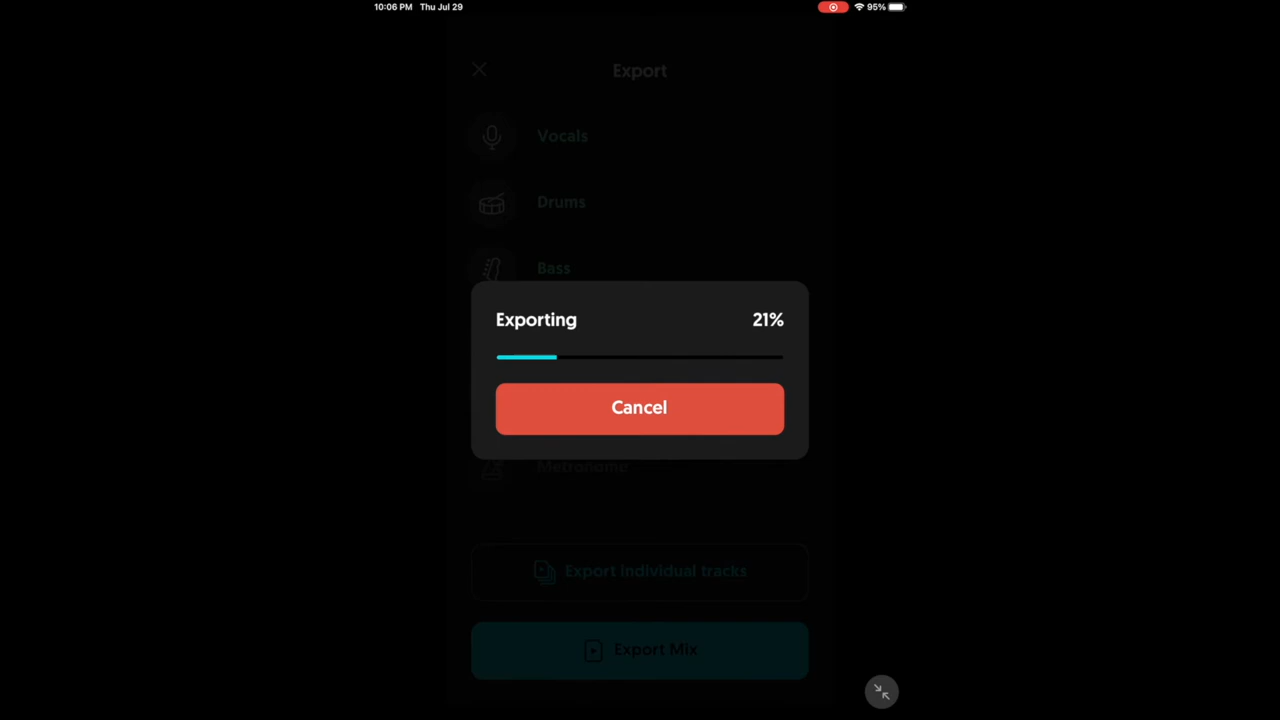 10:06 PM Thu Jul 29
95%
Export
Vocals
Drums
Bass
Exporting 21%
Cancel
Metronome
Export individual tracks
Export Mix